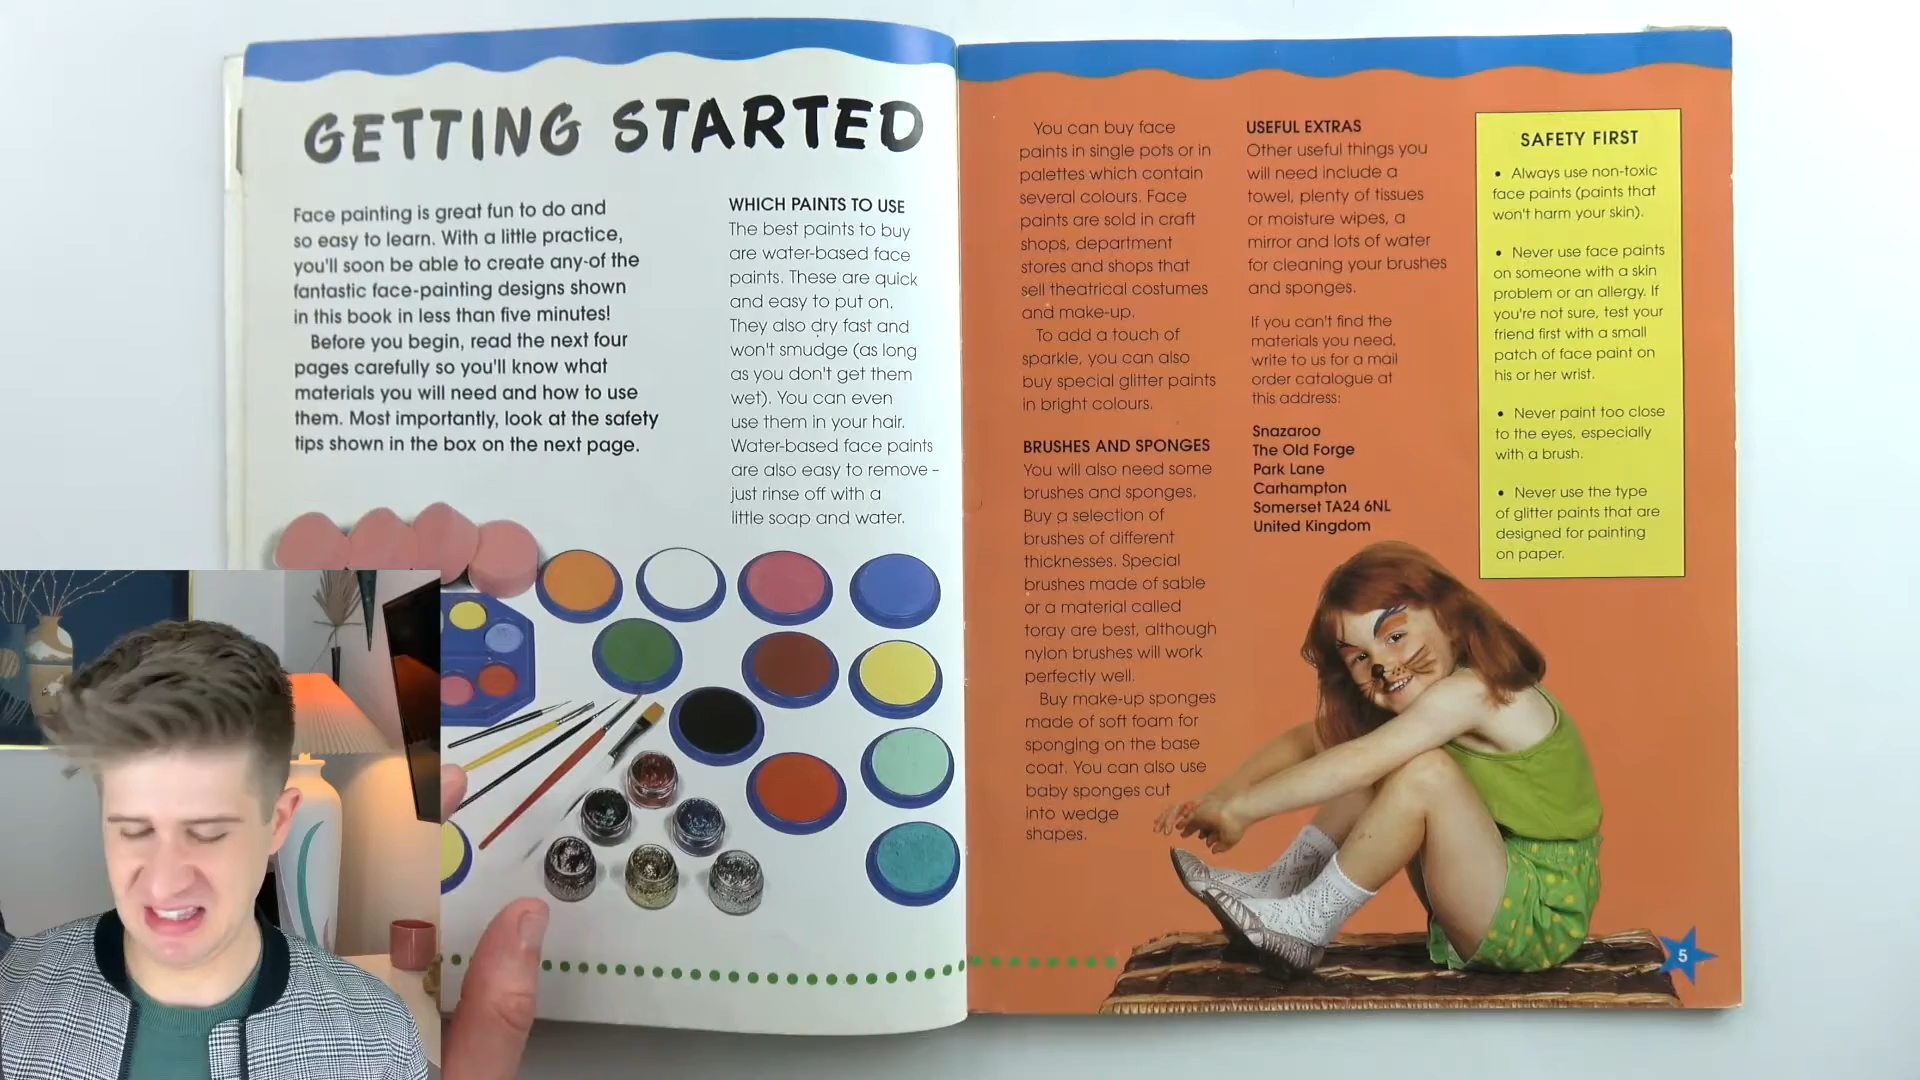 GETTING STARTED
Face painting is great fun to do and
so easy to learn. With a little practice,
you'll soon be able to create any-of the
fantastic face-painting designs shown
in this book in less than five minutes!
Before you begin, read the next four
pages carefully so you'll know what
materials you will need and how to use
them. Most importantly, look at the safety
tips shown in the box on the next page.
WHICH PAINTS TO USE
The best paints to buy
are water-based face
paints. These are quick
and easy to put on.
They also dry fast and
won't smudge (as long
as you don't get them
wet). You can even
use them in your hair.
Water-based face paints
are also easy to remove –
just rinse off with a
little soap and water.
You can buy face
paints in single pots or in
palettes which contain
several colours. Face
paints are sold in craft
shops, department
stores and shops that
sell theatrical costumes
and make-up.
To add a touch of
sparkle, you can also
buy special glitter paints
in bright colours.
BRUSHES AND SPONGES
You will also need some
brushes and sponges.
Buy a selection of
brushes of different
thicknesses. Special
brushes made of sable
or a material called
toray are best, although
nylon brushes will work
perfectly well.
Buy make-up sponges
made of soft foam for
sponging on the base
coat. You can also use
baby sponges cut
into wedge
shapes.
USEFUL EXTRAS
Other useful things you
will need include a
towel, plenty of tissues
or moisture wipes, a
mirror and lots of water
for cleaning your brushes
and sponges.
If you can't find the
materials you need,
write to us for a mail
order catalogue at
this address:
Snazaroo
The Old Forge
Park Lane
Carhampton
Somerset TA24 6NL
United Kingdom
SAFETY FIRST
• Always use non-toxic
face paints (paints that
won't harm your skin).
• Never use face paints
on someone with a skin
problem or an allergy. If
you're not sure, test your
friend first with a small
patch of face paint on
his or her wrist.
• Never paint too close
to the eyes, especially
with a brush.
• Never use the type
of glitter paints that are
designed for painting
on paper.
5